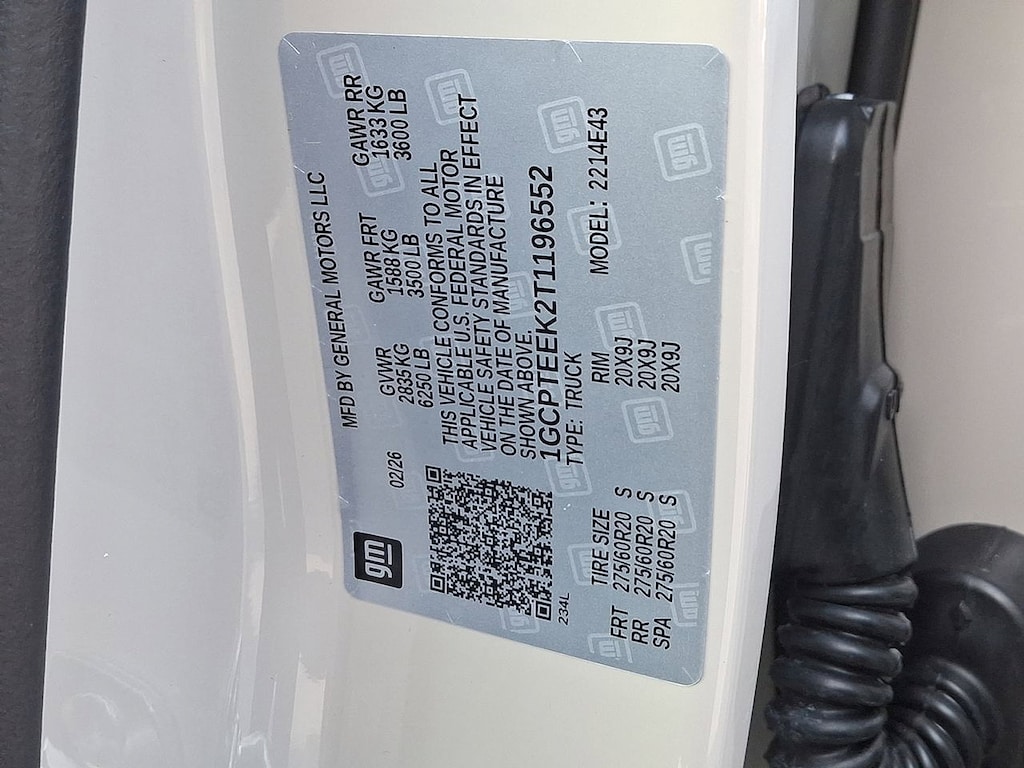 gm
02/26
MFD BY GENERAL MOTORS LLC
GVWR GAWR FRT GAWR RR
2835 KG 1588 KG 1633 KG
6250 LB 3500 LB 3600 LB
THIS VEHICLE CONFORMS TO ALL
APPLICABLE U.S. FEDERAL MOTOR
VEHICLE SAFETY STANDARDS IN EFFECT
ON THE DATE OF MANUFACTURE
SHOWN ABOVE.
1GCPTEEK2T1196552
TYPE: TRUCK MODEL: 2214E43
234L
TIRE SIZE RIM
FRT 275/60R20 S 20X9J
RR 275/60R20 S 20X9J
SPA 275/60R20 S 20X9J